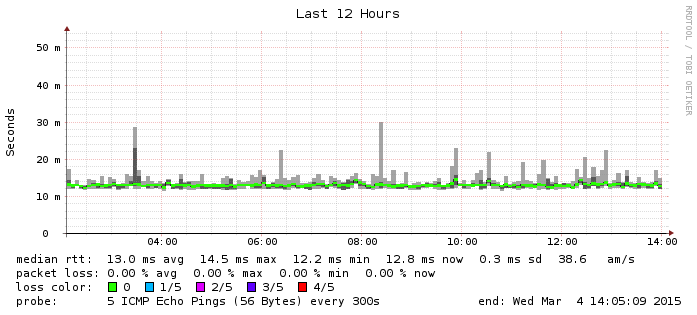 Last 12 Hours
RRDTOOL / TOBI OETIKER
Seconds
50 m
40 m
30 m
20 m
10 m
0
04:00 06:00 08:00 10:00 12:00 14:00
median rtt: 13.0 ms avg 14.5 ms max 12.2 ms min 12.8 ms now 0.3 ms sd 38.6 am/s
packet loss: 0.00 % avg 0.00 % max 0.00 % min 0.00 % now
loss color: 0 1/5 2/5 3/5 4/5
probe: 5 ICMP Echo Pings (56 Bytes) every 300s end: Wed Mar 4 14:05:09 2015